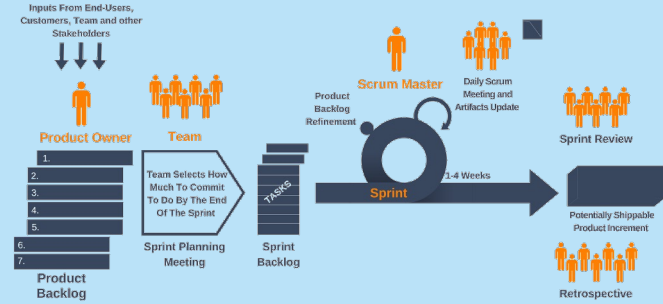 Inputs From End-Users,
Customers, Team and other
Stakeholders
Product Owner
1.
2.
3.
4.
5.
6.
7.
Product
Backlog
Team
Team Selects How
Much To Commit
To Do By The End
Of The Sprint
Sprint Planning
Meeting
TASKS
Sprint
Backlog
Scrum Master
Product
Backlog
Refinement
Daily Scrum
Meeting and
Artifacts Update
Sprint
1-4 Weeks
Sprint Review
Potentially Shippable
Product Increment
Retrospective